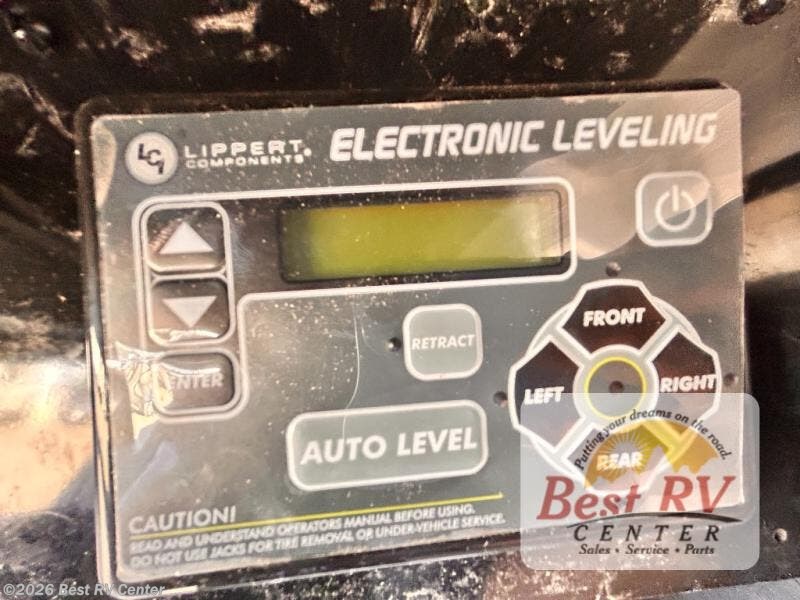 LCI LIPPERT COMPONENTS® ELECTRONIC LEVELING
ENTER
RETRACT
AUTO LEVEL
FRONT
LEFT
RIGHT
REAR
CAUTION!
READ AND UNDERSTAND OPERATORS MANUAL BEFORE USING.
DO NOT USE JACKS FOR TIRE REMOVAL OR UNDER-VEHICLE SERVICE.
Putting your dreams on the road.
Best RV
CENTER
Sales • Service • Parts
©2026 Best RV Center